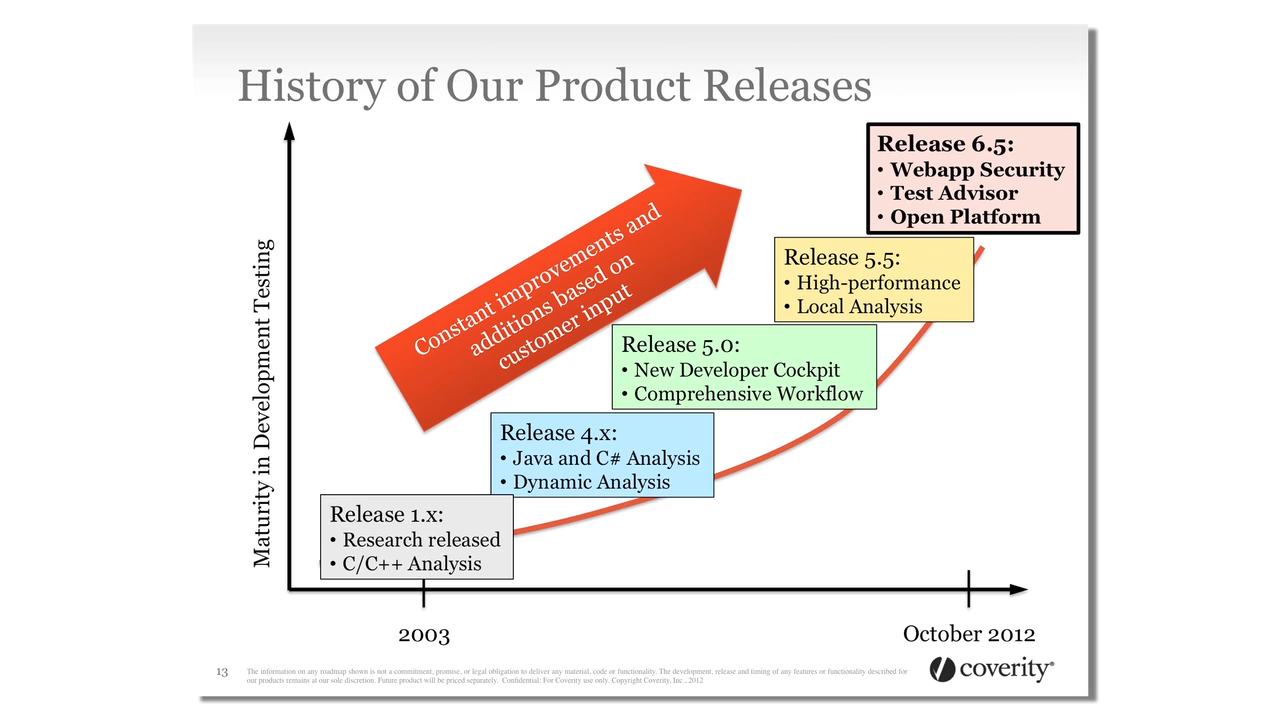 History of Our Product Releases
Release 6.5:
• Webapp Security
• Test Advisor
• Open Platform
Constant improvements and
additions based on
customer input
Release 5.5:
• High-performance
• Local Analysis
Maturity in Development Testing
Release 5.0:
• New Developer Cockpit
• Comprehensive Workflow
Release 4.x:
• Java and C# Analysis
• Dynamic Analysis
Release 1.x:
• Research released
• C/C++ Analysis
2003
October 2012
13
The information on any roadmap shown is not a commitment, promise, or legal obligation to deliver any material, code or functionality. The development, release and timing of any features or functionality described for
our products remains at our sole discretion. Future product will be priced separately. Confidential: For Coverity use only. Copyright Coverity, Inc., 2012
coverity®